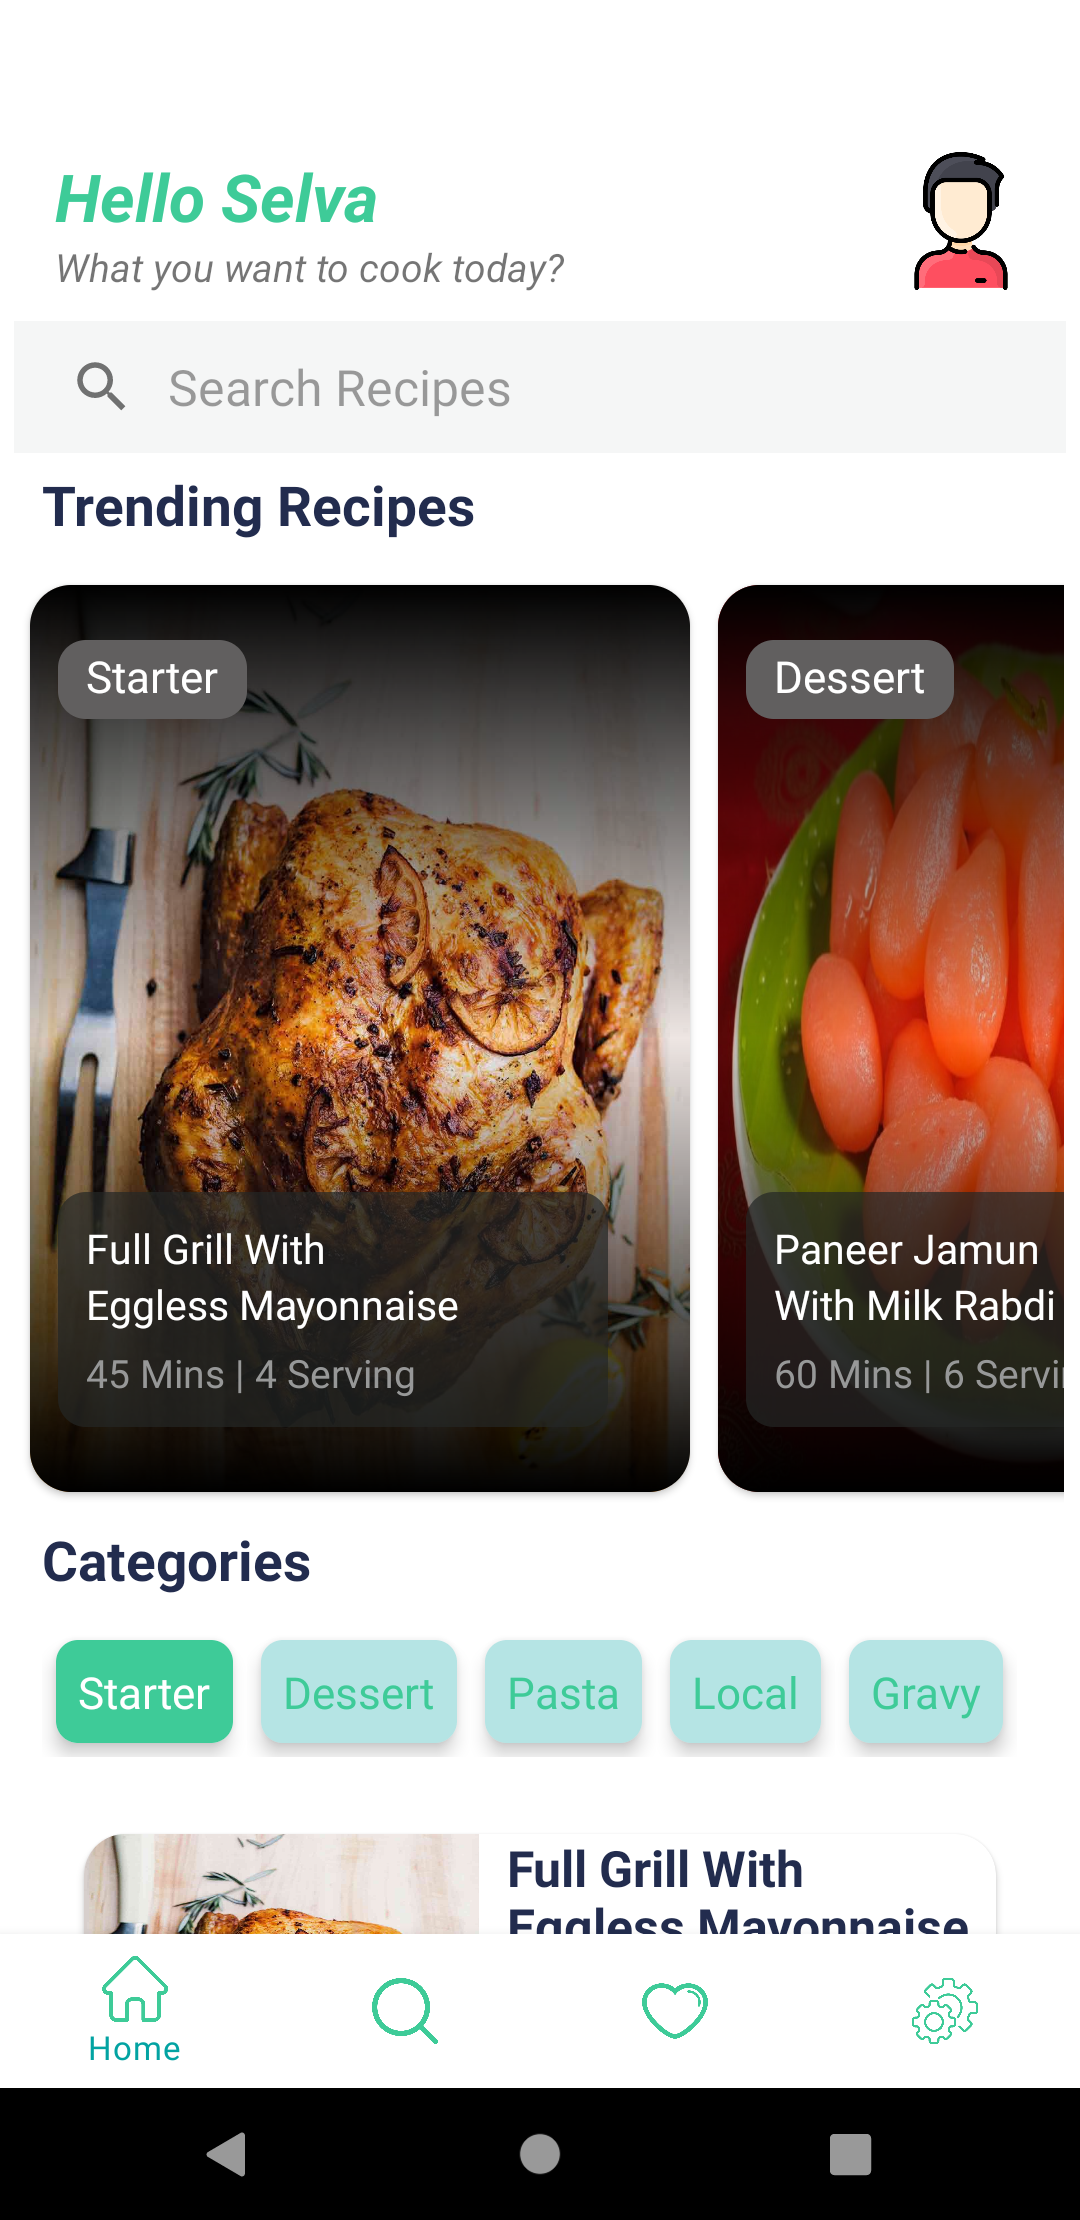 Hello Selva
What you want to cook today?
Search Recipes
Trending Recipes
Starter
Full Grill With
Eggless Mayonnaise
45 Mins | 4 Serving
Dessert
Paneer Jamun
With Milk Rabdi
60 Mins | 6 Servi
Categories
Starter
Dessert
Pasta
Local
Gravy
Full Grill With
Eggless Mayonnaise
Home